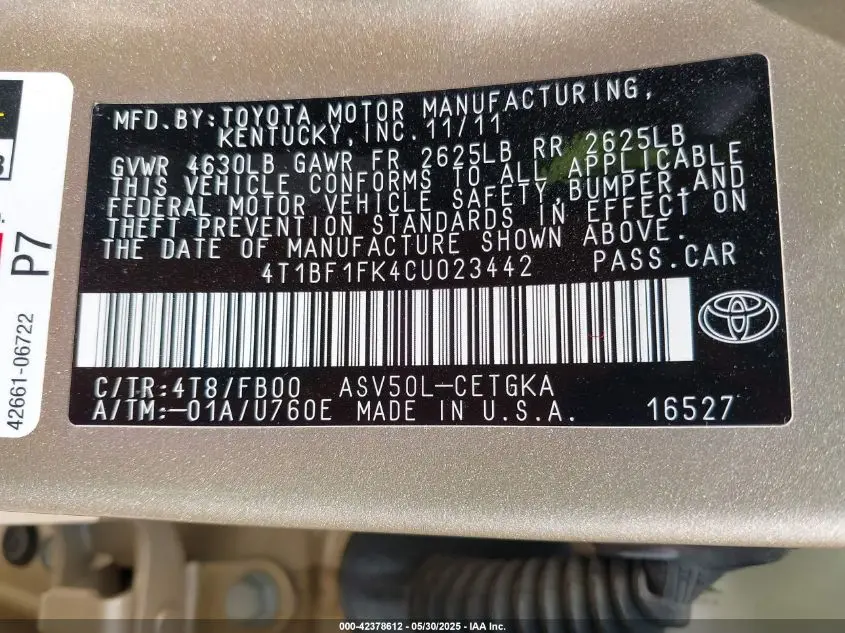 MFD.BY:TOYOTA MOTOR MANUFACTURING,
KENTUCKY,INC.11/11
GVWR 4630LB GAWR FR 2625LB RR 2625LB
THIS VEHICLE CONFORMS TO ALL APPLICABLE
FEDERAL MOTOR VEHICLE SAFETY,BUMPER,AND
THEFT PREVENTION STANDARDS IN EFFECT ON
THE DATE OF MANUFACTURE SHOWN ABOVE.
4T1BF1FK4CU023442 PASS.CAR
C/TR:4T8/FB00 ASV50L-CETGKA
A/TM:-01A/U760E MADE IN U.S.A. 16527
P7
42661-06722
000-42378612 - 05/30/2025 - IAA Inc.